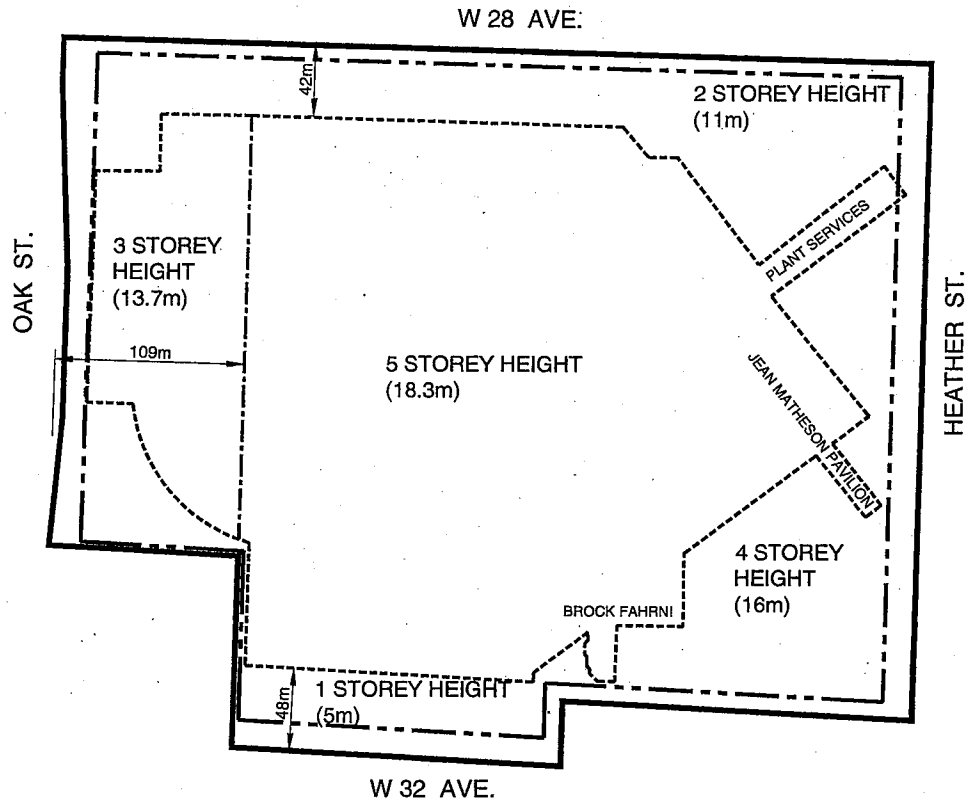 W 28 AVE.
42m
2 STOREY HEIGHT
(11m)
PLANT SERVICES
OAK ST.
3 STOREY
HEIGHT
(13.7m)
109m
5 STOREY HEIGHT
(18.3m)
JEAN MATHESON PAVILION
HEATHER ST.
4 STOREY
HEIGHT
(16m)
BROCK FAHRNI
48m
1 STOREY HEIGHT
(5m)
W 32 AVE.